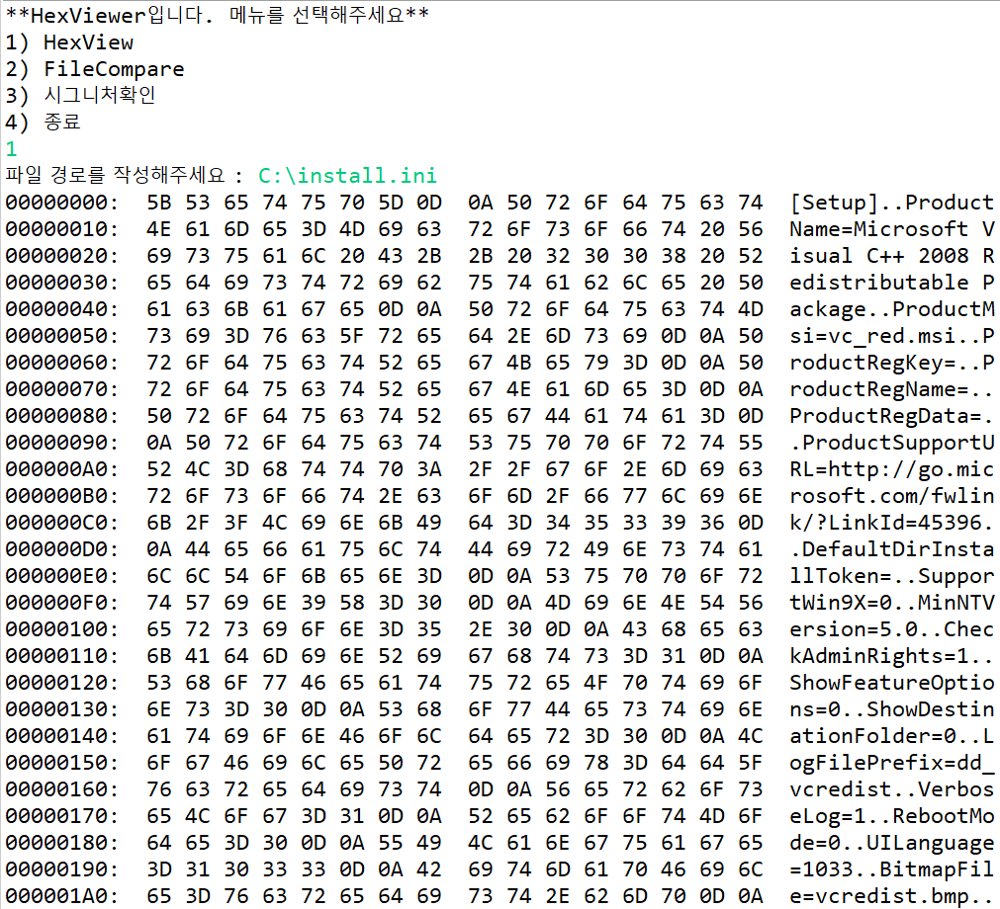 **HexViewer입니다. 메뉴를 선택해주세요**
1) HexView
2) FileCompare
3) 시그니처확인
4) 종료
1
파일 경로를 작성해주세요 : C:\install.ini
00000000:  5B 53 65 74 75 70 5D 0D  0A 50 72 6F 64 75 63 74  [Setup]..Product
00000010:  4E 61 6D 65 3D 4D 69 63  72 6F 73 6F 66 74 20 56  Name=Microsoft V
00000020:  69 73 75 61 6C 20 43 2B  2B 20 32 30 30 38 20 52  isual C++ 2008 R
00000030:  65 64 69 73 74 72 69 62  75 74 61 62 6C 65 20 50  edistributable P
00000040:  61 63 6B 61 67 65 0D 0A  50 72 6F 64 75 63 74 4D  ackage..ProductM
00000050:  73 69 3D 76 63 5F 72 65  64 2E 6D 73 69 0D 0A 50  si=vc_red.msi..P
00000060:  72 6F 64 75 63 74 52 65  67 4B 65 79 3D 0D 0A 50  roductRegKey=..P
00000070:  72 6F 64 75 63 74 52 65  67 4E 61 6D 65 3D 0D 0A  roductRegName=..
00000080:  50 72 6F 64 75 63 74 52  65 67 44 61 74 61 3D 0D  ProductRegData=.
00000090:  0A 50 72 6F 64 75 63 74  53 75 70 70 6F 72 74 55  .ProductSupportU
000000A0:  52 4C 3D 68 74 74 70 3A  2F 2F 67 6F 2E 6D 69 63  RL=http://go.mic
000000B0:  72 6F 73 6F 66 74 2E 63  6F 6D 2F 66 77 6C 69 6E  rosoft.com/fwlin
000000C0:  6B 2F 3F 4C 69 6E 6B 49  64 3D 34 35 33 39 36 0D  k/?LinkId=45396.
000000D0:  0A 44 65 66 61 75 6C 74  44 69 72 49 6E 73 74 61  .DefaultDirInsta
000000E0:  6C 6C 54 6F 6B 65 6E 3D  0D 0A 53 75 70 70 6F 72  llToken=..Suppor
000000F0:  74 57 69 6E 39 58 3D 30  0D 0A 4D 69 6E 4E 54 56  tWin9X=0..MinNTV
00000100:  65 72 73 69 6F 6E 3D 35  2E 30 0D 0A 43 68 65 63  ersion=5.0..Chec
00000110:  6B 41 64 6D 69 6E 52 69  67 68 74 73 3D 31 0D 0A  kAdminRights=1..
00000120:  53 68 6F 77 46 65 61 74  75 72 65 4F 70 74 69 6F  ShowFeatureOptio
00000130:  6E 73 3D 30 0D 0A 53 68  6F 77 44 65 73 74 69 6E  ns=0..ShowDestin
00000140:  61 74 69 6F 6E 46 6F 6C  64 65 72 3D 30 0D 0A 4C  ationFolder=0..L
00000150:  6F 67 46 69 6C 65 50 72  65 66 69 78 3D 64 64 5F  ogFilePrefix=dd_
00000160:  76 63 72 65 64 69 73 74  0D 0A 56 65 72 62 6F 73  vcredist..Verbos
00000170:  65 4C 6F 67 3D 31 0D 0A  52 65 62 6F 6F 74 4D 6F  eLog=1..RebootMo
00000180:  64 65 3D 30 0D 0A 55 49  4C 61 6E 67 75 61 67 65  de=0..UILanguage
00000190:  3D 31 30 33 33 0D 0A 42  69 74 6D 61 70 46 69 6C  =1033..BitmapFil
000001A0:  65 3D 76 63 72 65 64 69  73 74 2E 62 6D 70 0D 0A  e=vcredist.bmp..